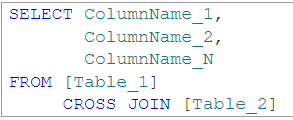 SELECT ColumnName_1,
ColumnName_2,
ColumnName_N
FROM [Table_1]
CROSS JOIN [Table_2]